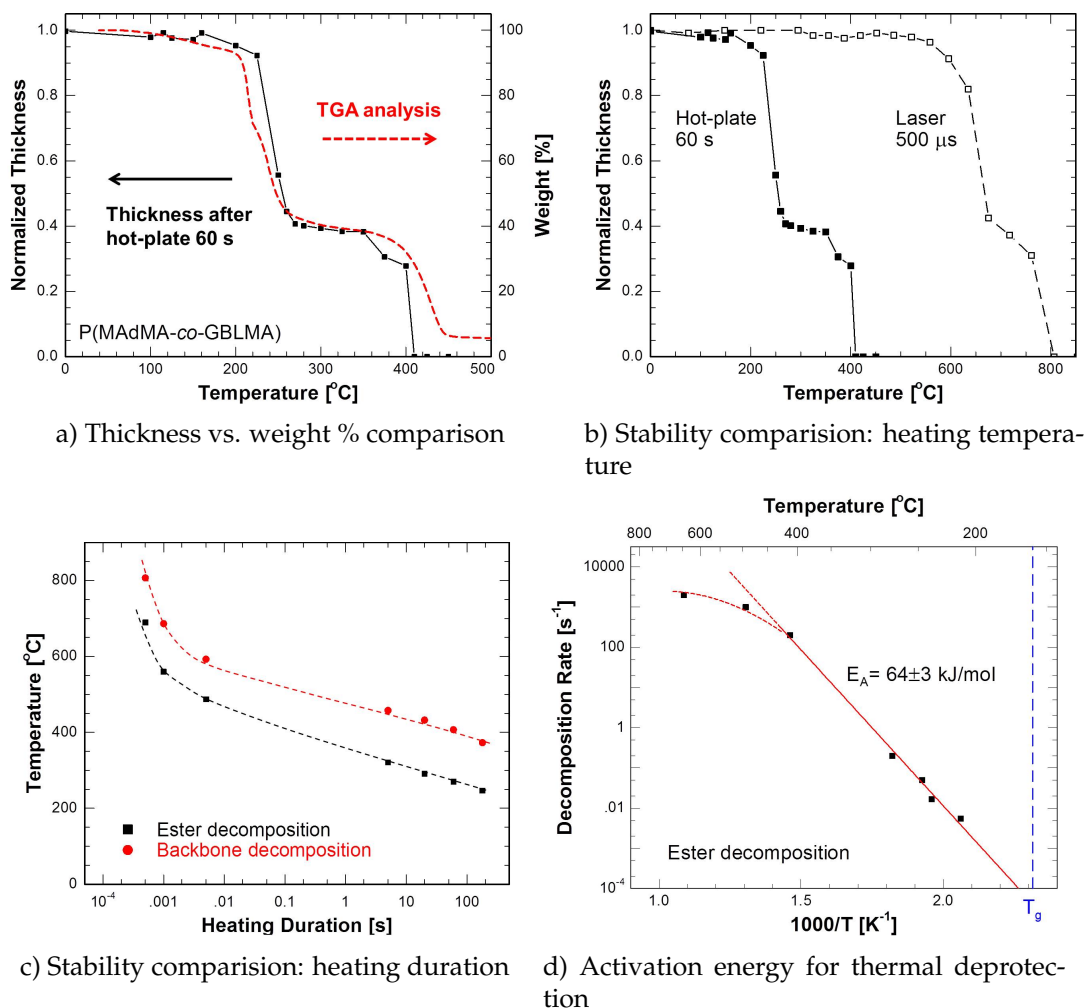 1.0
0.8
0.6
0.4
0.2
0.0
Normalized Thickness
100
80
60
40
20
0
Weight [%]
TGA analysis
Thickness after
hot-plate 60 s
P(MAdMA-co-GBLMA)
0 100 200 300 400 500
Temperature [°C]
a) Thickness vs. weight % comparison
1.0
0.8
0.6
0.4
0.2
0.0
Normalized Thickness
Hot-plate
60 s
Laser
500 μs
0 200 400 600 800
Temperature [°C]
b) Stability comparision: heating tempera-
ture
800
600
400
200
0
Temperature [°C]
Ester decomposition
Backbone decomposition
10⁻⁴ .001 0.01 0.1 1 10 100
Heating Duration [s]
c) Stability comparision: heating duration
Temperature [°C]
800 600 400 200
10000
100
1
.01
10⁻⁴
Decomposition Rate [s⁻¹]
E_A= 64±3 kJ/mol
Ester decomposition
1.0 1.5 2.0
T_g
1000/T [K⁻¹]
d) Activation energy for thermal deprotec-
tion